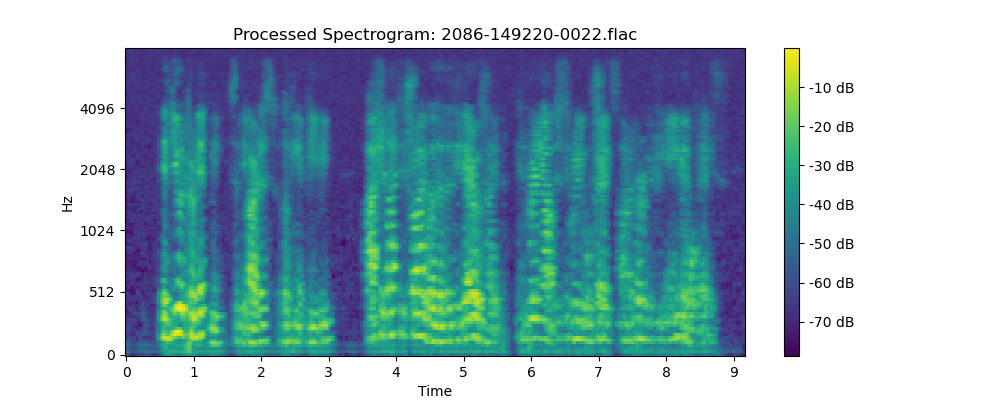 Processed Spectrogram: 2086-149220-0022.flac
Hz
4096
2048
1024
512
0
0 1 2 3 4 5 6 7 8 9
Time
-10 dB
-20 dB
-30 dB
-40 dB
-50 dB
-60 dB
-70 dB